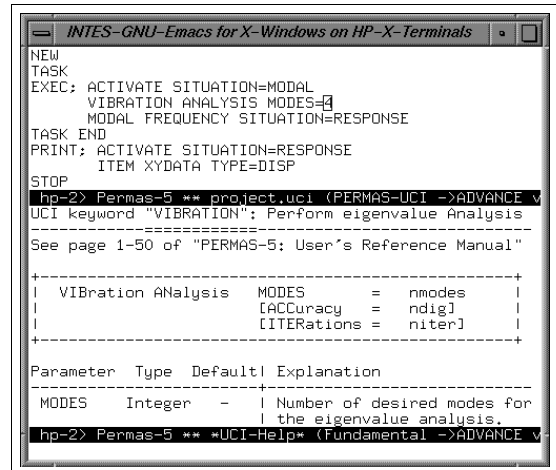 INTES-GNU-Emacs for X-Windows on HP-X-Terminals
NEW
TASK
EXEC; ACTIVATE SITUATION=MODAL
      VIBRATION ANALYSIS MODES=4
      MODAL FREQUENCY SITUATION=RESPONSE
TASK END
PRINT; ACTIVATE SITUATION=RESPONSE
       ITEM XYDATA TYPE=DISP
STOP
hp-2> Permas-5 ** project.uci (PERMAS-UCI ->ADVANCE v
UCI keyword "VIBRATION": Perform eigenvalue Analysis
------------============----------------------------
See page 1-50 of "PERMAS-5: User's Reference Manual"
+--------------------------------------------------+
|  VIBration ANalysis   MODES       =   nmodes     |
|                       [ACCuracy   =   ndig]      |
|                       [ITERations =   niter]     |
+--------------------------------------------------+
Parameter  Type  Default| Explanation
------------------------+---------------------------
MODES     Integer   -   | Number of desired modes for
                        | the eigenvalue analysis.
hp-2> Permas-5 ** *UCI-Help* (Fundamental ->ADVANCE v